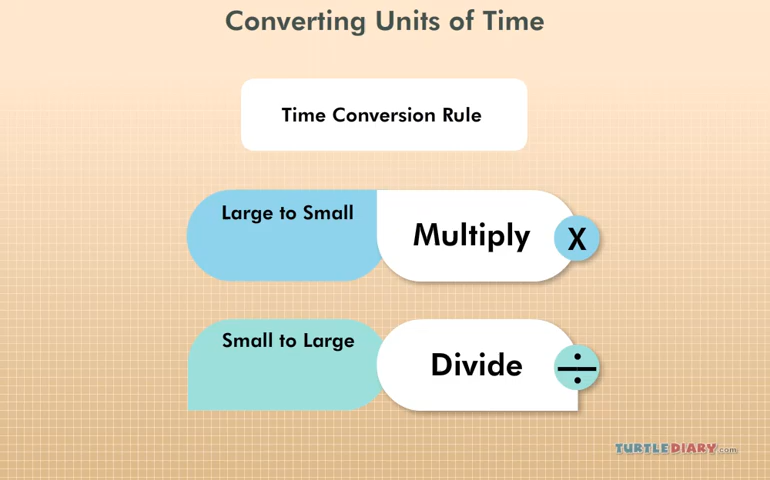 Converting Units of Time
Time Conversion Rule
Large to Small
Multiply
X
Small to Large
Divide
÷
TURTLEDIARY.com